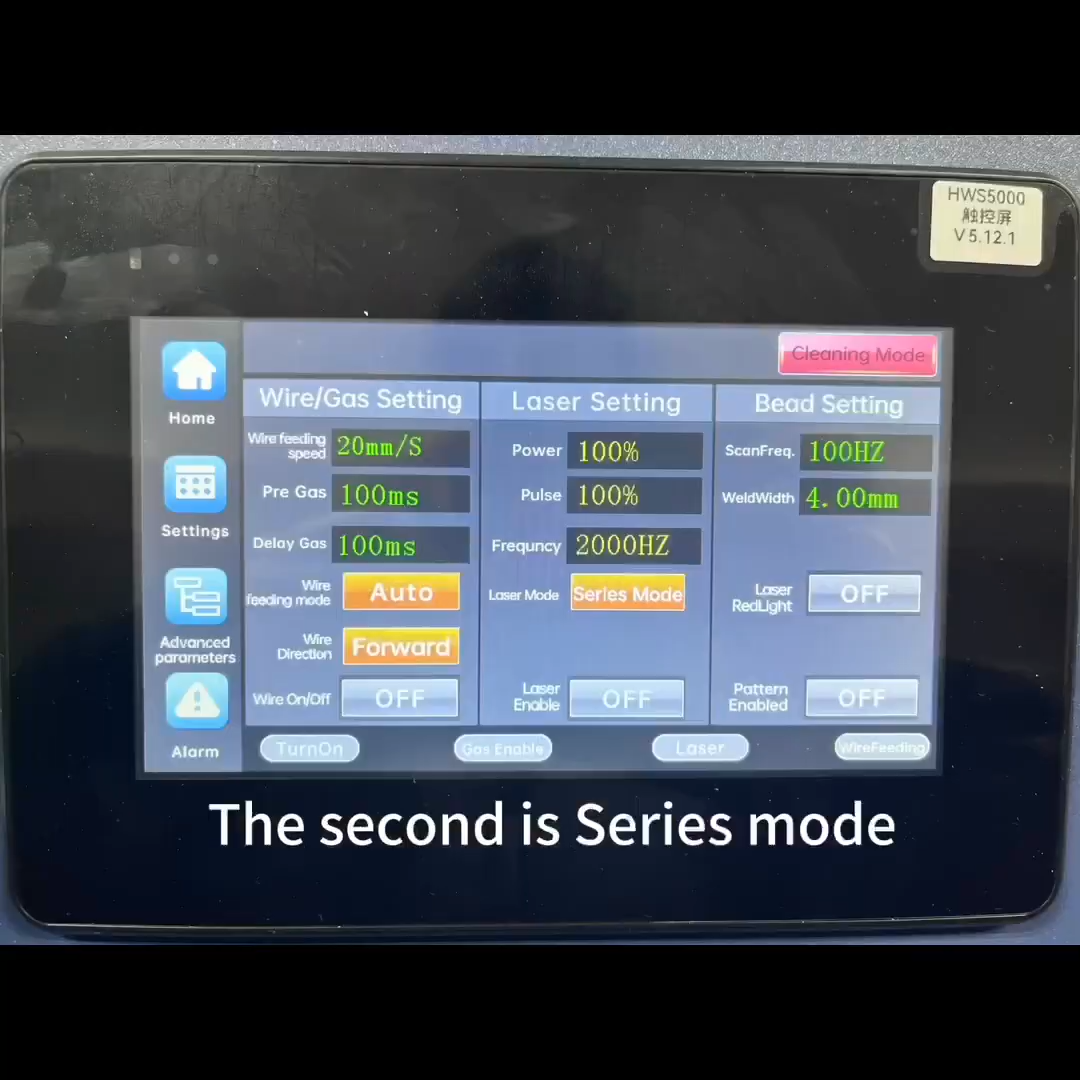 HWS5000
触控屏
V5.12.1
Cleaning Mode
Home
Settings
Advanced
parameters
Alarm
Wire/Gas Setting
Wire feeding
speed
20mm/S
Pre Gas
100ms
Delay Gas
100ms
Wire
feeding mode
Auto
Wire
Direction
Forward
Wire On/Off
OFF
Laser Setting
Power
100%
Pulse
100%
Frequncy
2000HZ
Laser Mode
Series Mode
Laser
Enable
OFF
Bead Setting
ScanFreq.
100HZ
WeldWidth
4.00mm
Laser
RedLight
OFF
Pattern
Enabled
OFF
TurnOn
Gas Enable
Laser
WireFeeding
The second is Series mode